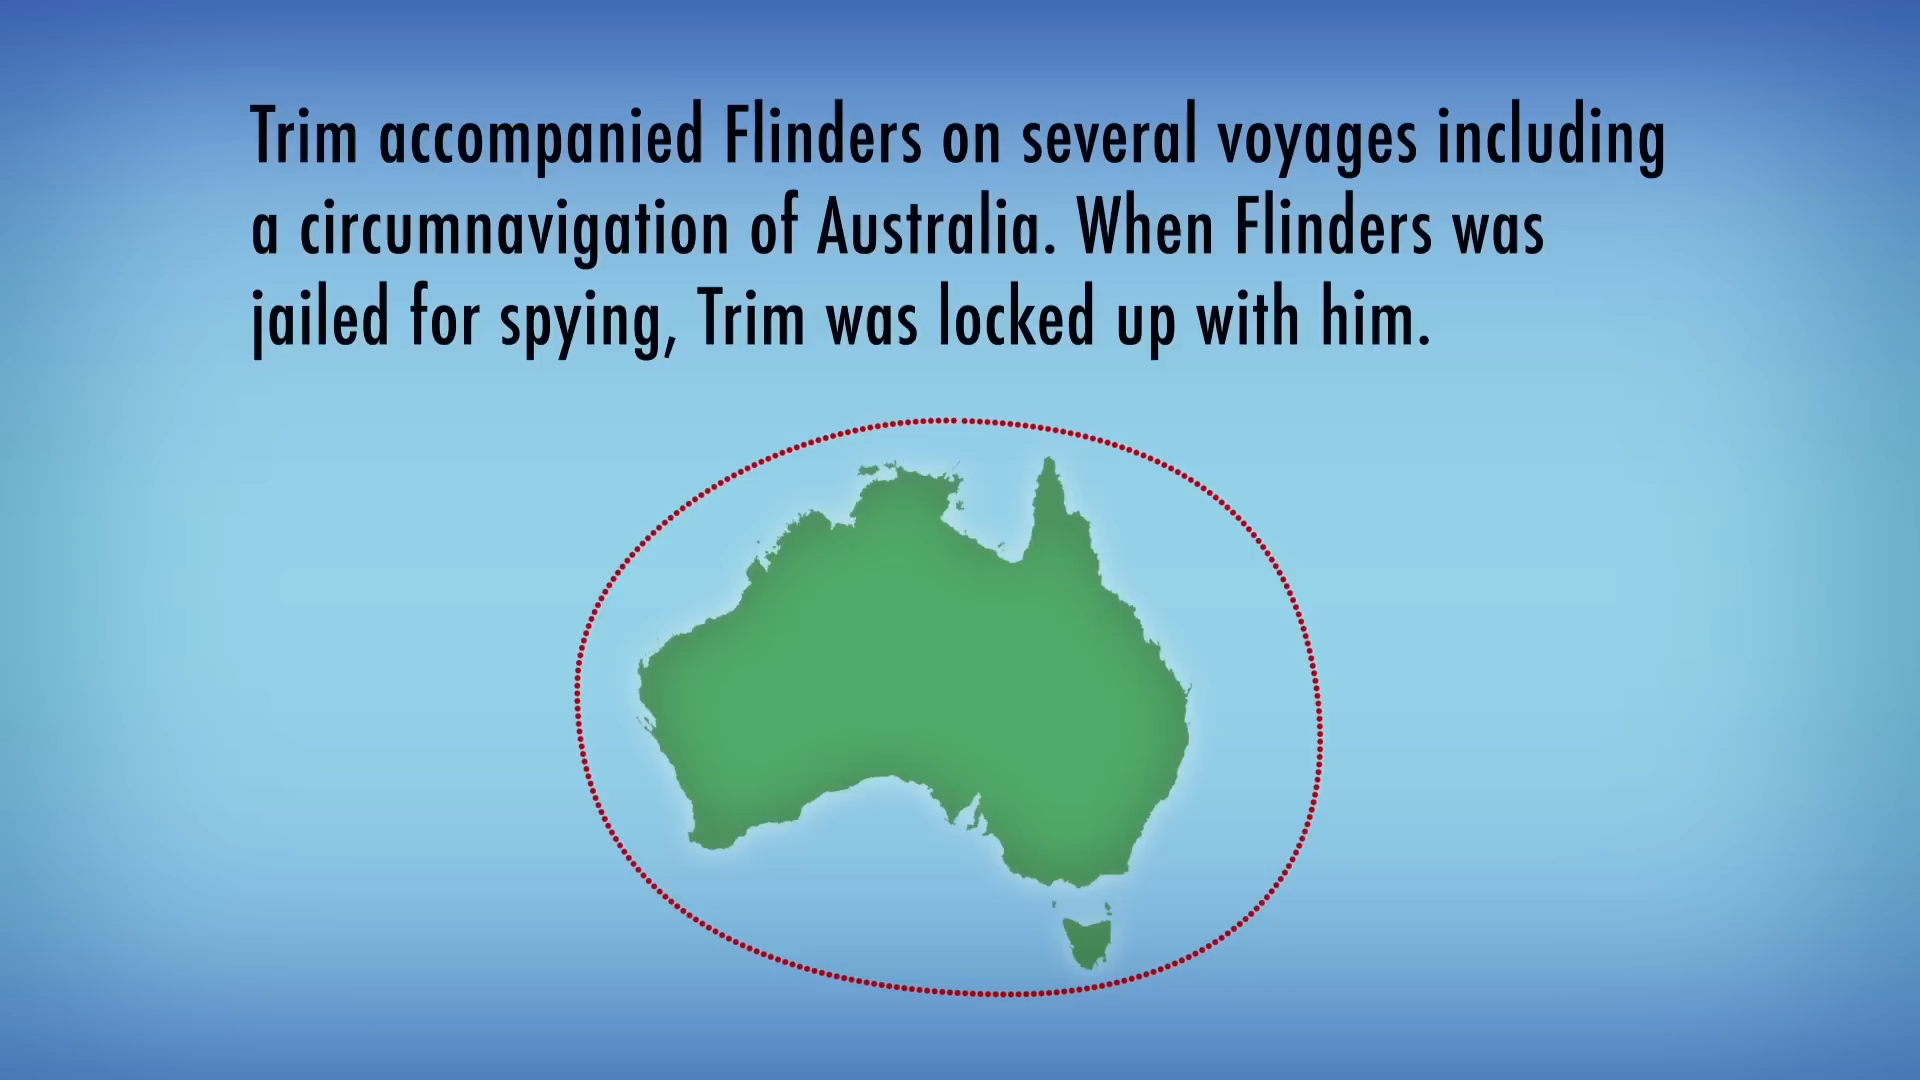 Trim accompanied Flinders on several voyages including
a circumnavigation of Australia. When Flinders was
jailed for spying, Trim was locked up with him.